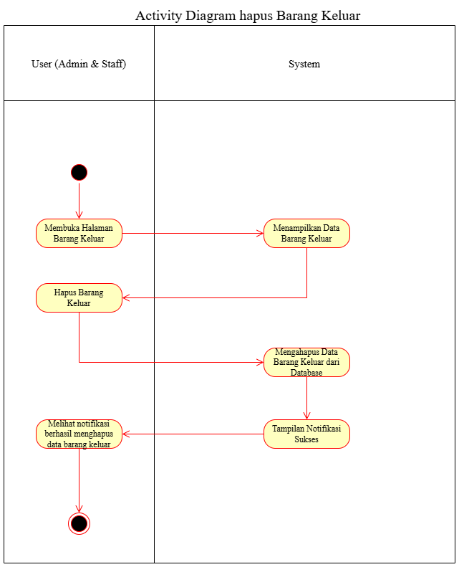 Activity Diagram hapus Barang Keluar
User (Admin & Staff)
System
Membuka Halaman
Barang Keluar
Menampilkan Data
Barang Keluar
Hapus Barang
Keluar
Mengahapus Data
Barang Keluar dari
Database
Melihat notifikasi
berhasil menghapus
data barang keluar
Tampilan Notifikasi
Sukses